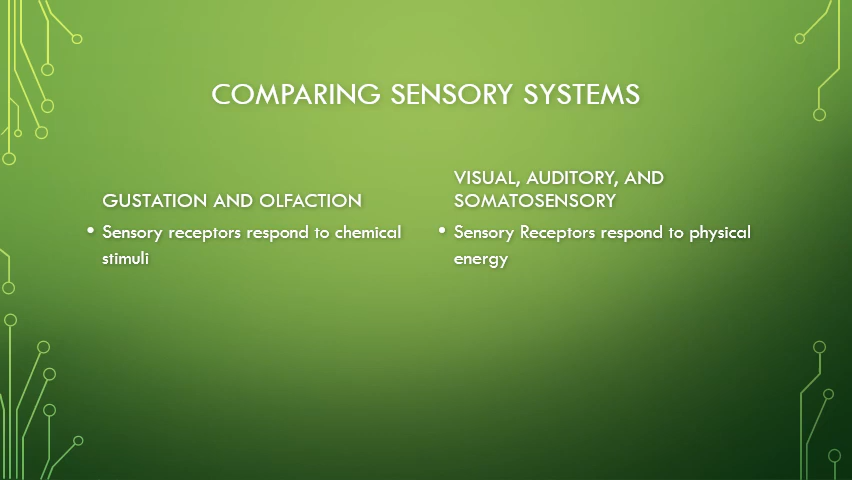 COMPARING SENSORY SYSTEMS
GUSTATION AND OLFACTION
• Sensory receptors respond to chemical
stimuli
VISUAL, AUDITORY, AND
SOMATOSENSORY
• Sensory Receptors respond to physical
energy